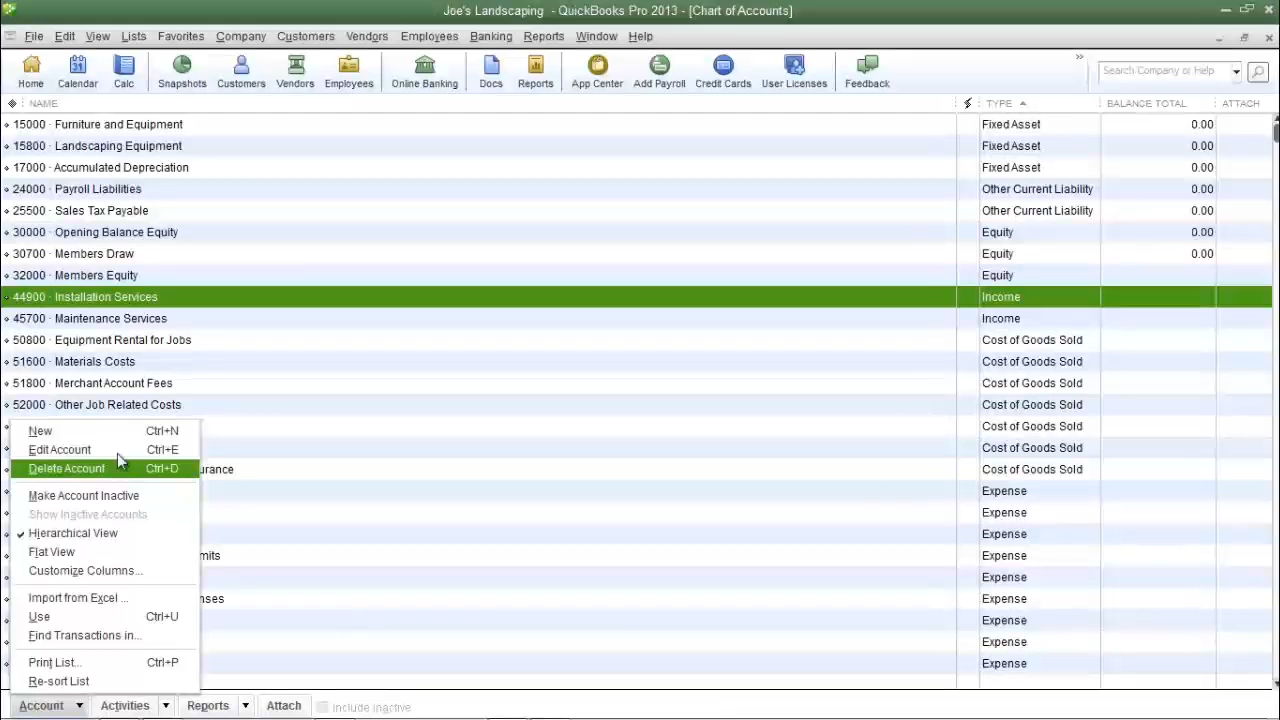 Joe's Landscaping - QuickBooks Pro 2013 - [Chart of Accounts]
File Edit View Lists Favorites Company Customers Vendors Employees Banking Reports Window Help
Home Calendar Calc Snapshots Customers Vendors Employees Online Banking Docs Reports App Center Add Payroll Credit Cards User Licenses Feedback Search Company or Help
NAME TYPE BALANCE TOTAL ATTACH
15000 · Furniture and Equipment Fixed Asset 0.00
15800 · Landscaping Equipment Fixed Asset 0.00
17000 · Accumulated Depreciation Fixed Asset 0.00
24000 · Payroll Liabilities Other Current Liability 0.00
25500 · Sales Tax Payable Other Current Liability 0.00
30000 · Opening Balance Equity Equity 0.00
30700 · Members Draw Equity 0.00
32000 · Members Equity Equity
44900 · Installation Services Income
45700 · Maintenance Services Income
50800 · Equipment Rental for Jobs Cost of Goods Sold
51600 · Materials Costs Cost of Goods Sold
51800 · Merchant Account Fees Cost of Goods Sold
52000 · Other Job Related Costs Cost of Goods Sold
New Ctrl+N Cost of Goods Sold
Edit Account Ctrl+E Cost of Goods Sold
Delete Account Ctrl+D urance Cost of Goods Sold
Make Account Inactive Expense
Show Inactive Accounts Expense
Hierarchical View Expense
Flat View mits Expense
Customize Columns... Expense
Import from Excel ... nses Expense
Use Ctrl+U Expense
Find Transactions in... Expense
Print List... Ctrl+P Expense
Re-sort List
Account Activities Reports Attach Include inactive